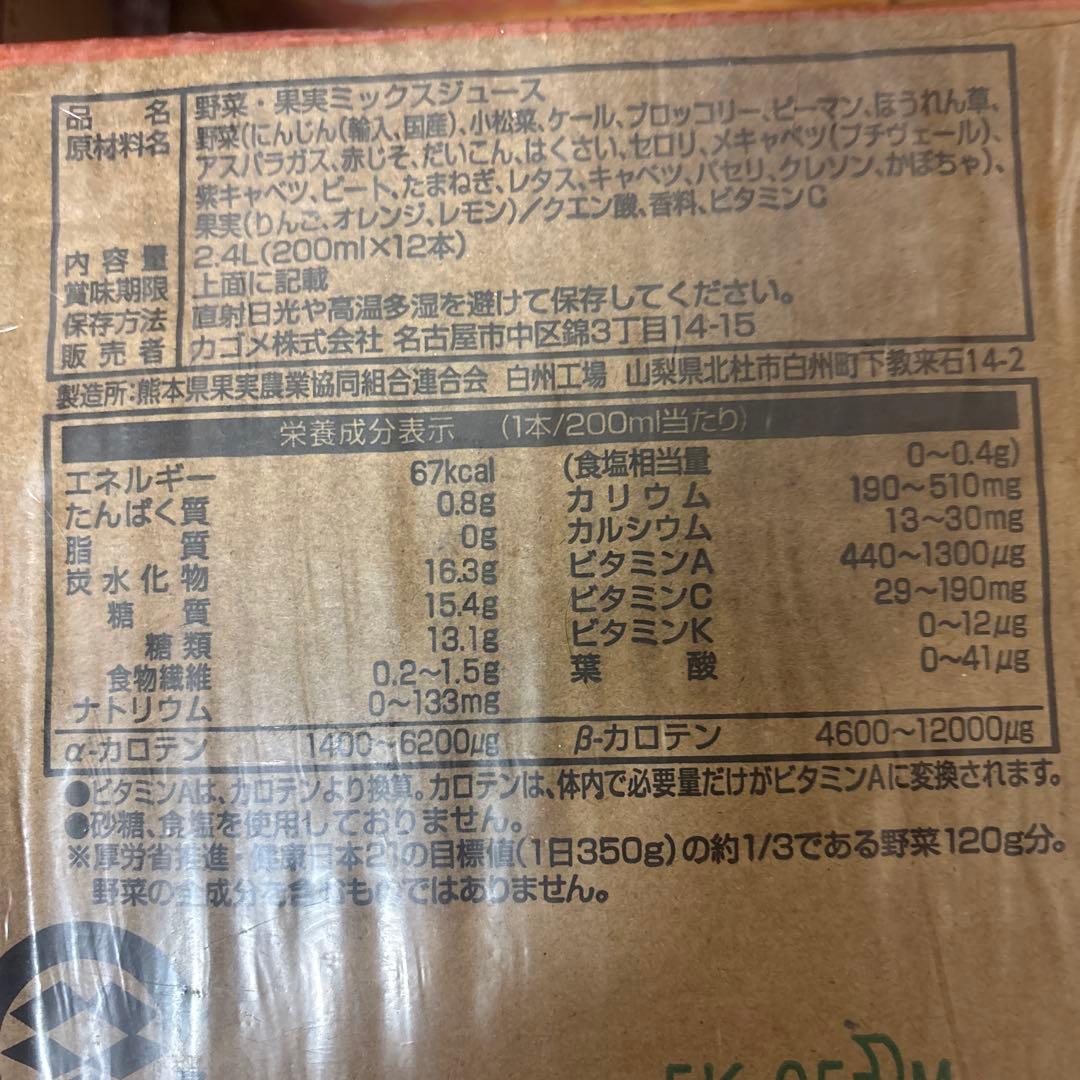 品名 野菜・果実ミックスジュース
原材料名 野菜(にんじん(輸入、国産)、小松菜、ケール、ブロッコリー、ピーマン、ほうれん草、
アスパラガス、赤じそ、だいこん、はくさい、セロリ、メキャベツ(プチヴェール)、
紫キャベツ、ビート、たまねぎ、レタス、キャベツ、パセリ、クレソン、かぼちゃ)、
果実(りんご、オレンジ、レモン)/クエン酸、香料、ビタミンC
内容量 2.4L(200ml×12本)
賞味期限 上面に記載
保存方法 直射日光や高温多湿を避けて保存してください。
販売者 カゴメ株式会社 名古屋市中区錦3丁目14-15
製造所:熊本県果実農業協同組合連合会 白州工場 山梨県北杜市白州町下教来石14-2
栄養成分表示 (1本/200ml当たり)
エネルギー 67kcal
たんぱく質 0.8g
脂質 0g
炭水化物 16.3g
糖質 15.4g
糖類 13.1g
食物繊維 0.2〜1.5g
ナトリウム 0〜133mg
(食塩相当量 0〜0.4g)
カリウム 190〜510mg
カルシウム 13〜30mg
ビタミンA 440〜1300μg
ビタミンC 29〜190mg
ビタミンK 0〜12μg
葉酸 0〜41μg
α-カロテン 1400〜6200μg β-カロテン 4600〜12000μg
●ビタミンAは、カロテンより換算。カロテンは、体内で必要量だけがビタミンAに変換されます。
●砂糖、食塩を使用しておりません。
※厚労省推進・健康日本21の目標値(1日350g)の約1/3である野菜120g分。
野菜の全成分を含むものではありません。